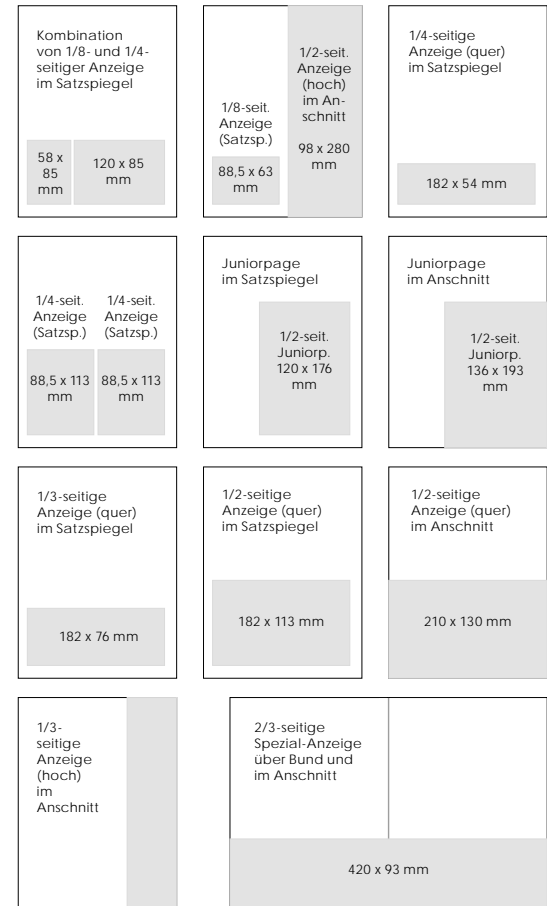 Kombination
von 1/8- und 1/4-
seitiger Anzeige
im Satzspiegel
58 x
85
mm
120 x 85
mm
1/8-seit.
Anzeige
(Satzsp.)
88,5 x 63
mm
1/2-seit.
Anzeige
(hoch)
im An-
schnitt
98 x 280
mm
1/4-seitige
Anzeige (quer)
im Satzspiegel
182 x 54 mm
1/4-seit.
Anzeige
(Satzsp.)
88,5 x 113
mm
1/4-seit.
Anzeige
(Satzsp.)
88,5 x 113
mm
Juniorpage
im Satzspiegel
1/2-seit.
Juniorp.
120 x 176
mm
Juniorpage
im Anschnitt
1/2-seit.
Juniorp.
136 x 193
mm
1/3-seitige
Anzeige (quer)
im Satzspiegel
182 x 76 mm
1/2-seitige
Anzeige (quer)
im Satzspiegel
182 x 113 mm
1/2-seitige
Anzeige (quer)
im Anschnitt
210 x 130 mm
1/3-
seitige
Anzeige
(hoch)
im
Anschnitt
2/3-seitige
Spezial-Anzeige
über Bund und
im Anschnitt
420 x 93 mm